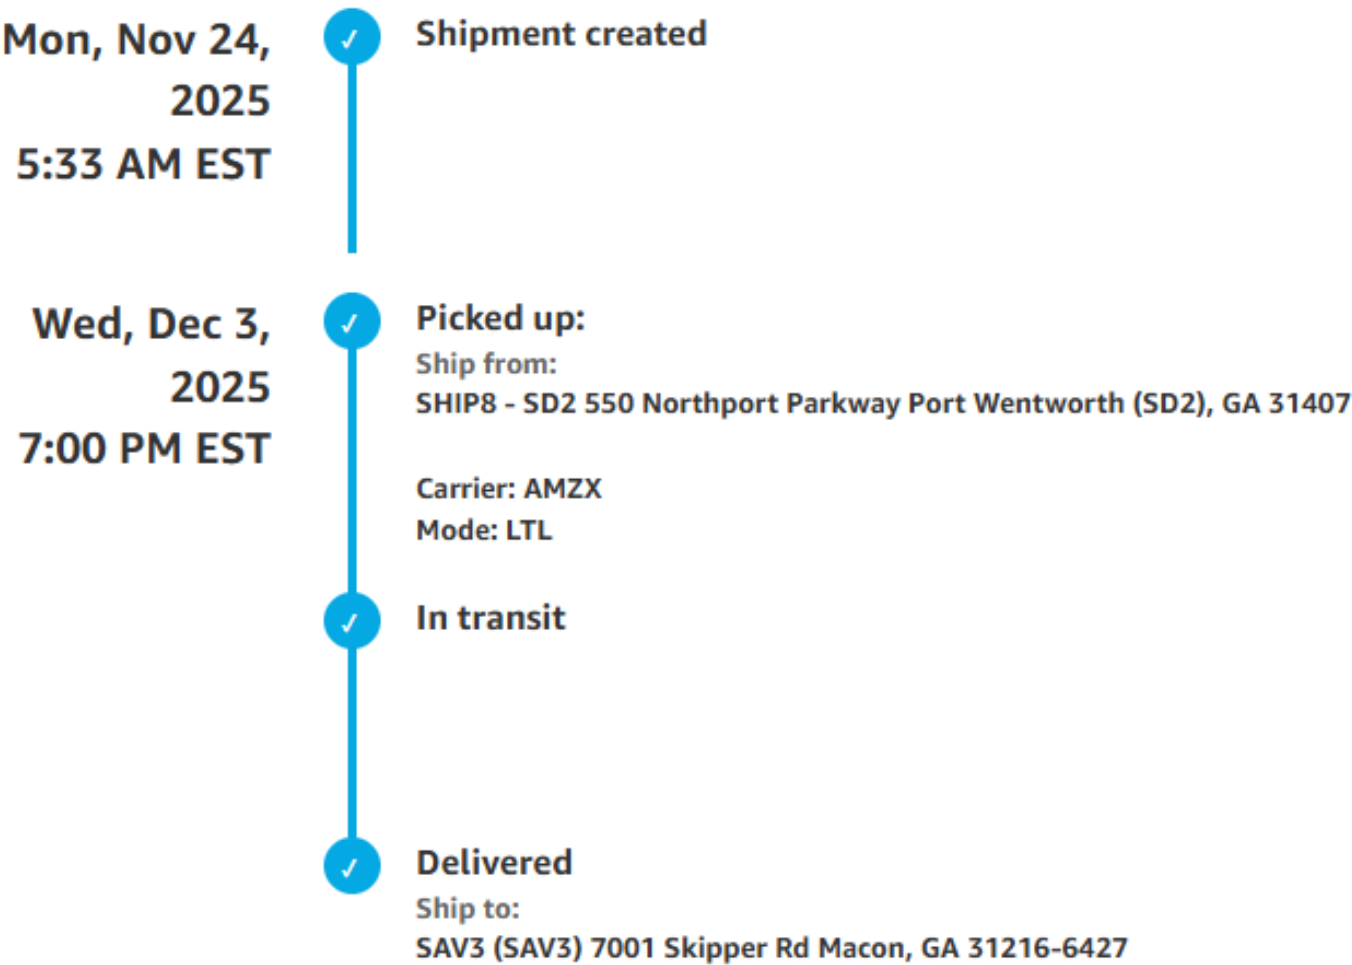 Mon, Nov 24,
2025
5:33 AM EST
Shipment created
Wed, Dec 3,
2025
7:00 PM EST
Picked up:
Ship from:
SHIP8 - SD2 550 Northport Parkway Port Wentworth (SD2), GA 31407
Carrier: AMZX
Mode: LTL
In transit
Delivered
Ship to:
SAV3 (SAV3) 7001 Skipper Rd Macon, GA 31216-6427